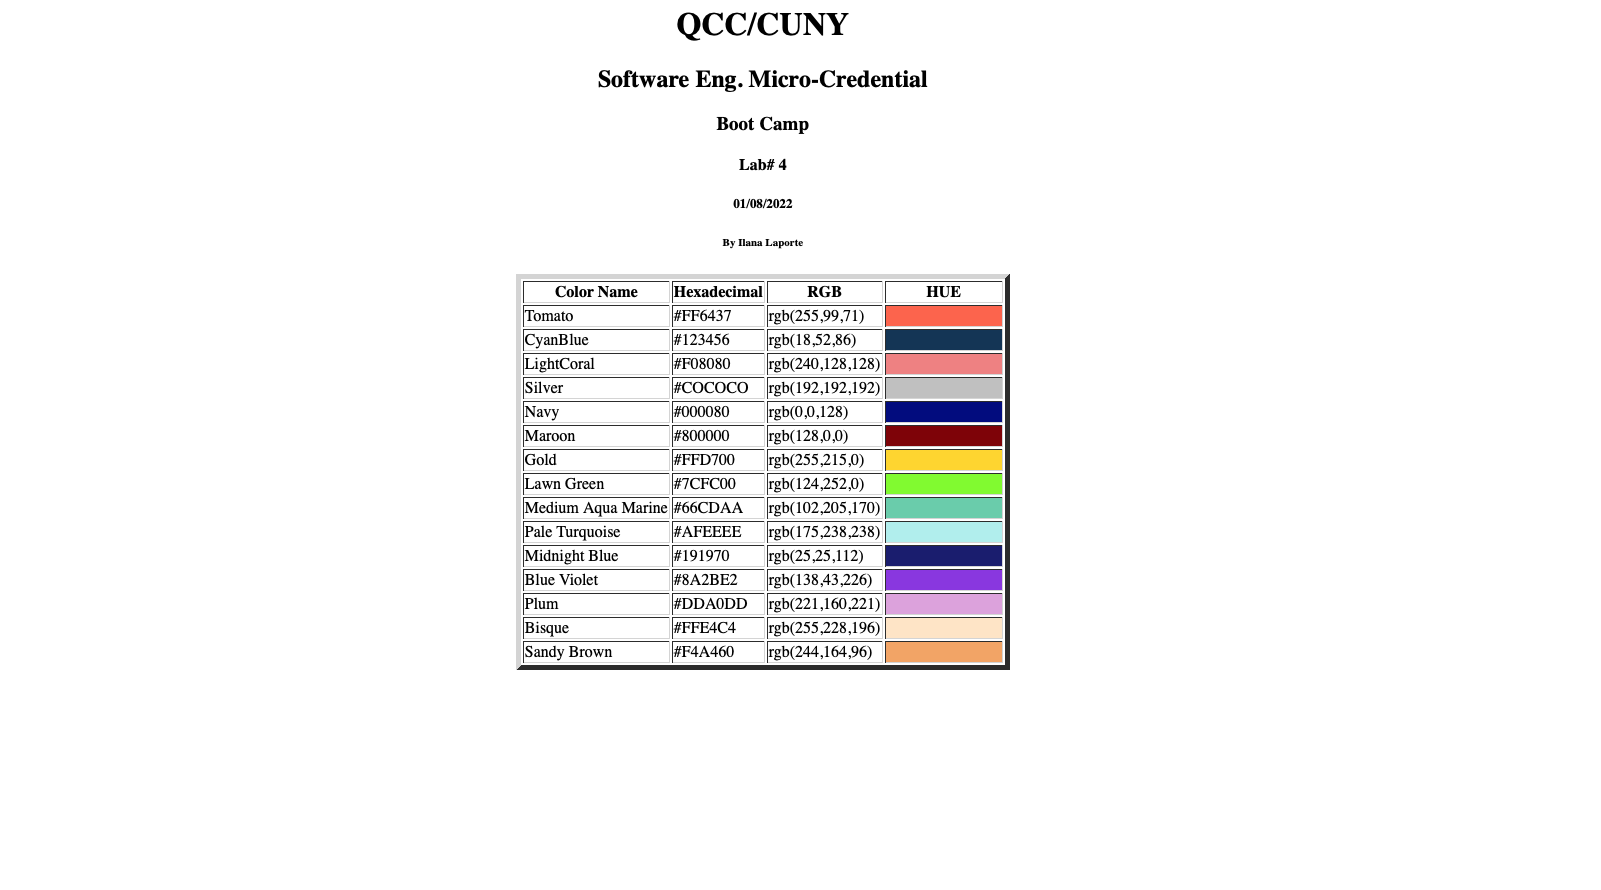 QCC/CUNY
Software Eng. Micro-Credential
Boot Camp
Lab# 4
01/08/2022
By Ilana Laporte
Color Name Hexadecimal RGB HUE
Tomato #FF6437 rgb(255,99,71)
CyanBlue #123456 rgb(18,52,86)
LightCoral #F08080 rgb(240,128,128)
Silver #COCOCO rgb(192,192,192)
Navy #000080 rgb(0,0,128)
Maroon #800000 rgb(128,0,0)
Gold #FFD700 rgb(255,215,0)
Lawn Green #7CFC00 rgb(124,252,0)
Medium Aqua Marine #66CDAA rgb(102,205,170)
Pale Turquoise #AFEEEE rgb(175,238,238)
Midnight Blue #191970 rgb(25,25,112)
Blue Violet #8A2BE2 rgb(138,43,226)
Plum #DDA0DD rgb(221,160,221)
Bisque #FFE4C4 rgb(255,228,196)
Sandy Brown #F4A460 rgb(244,164,96)